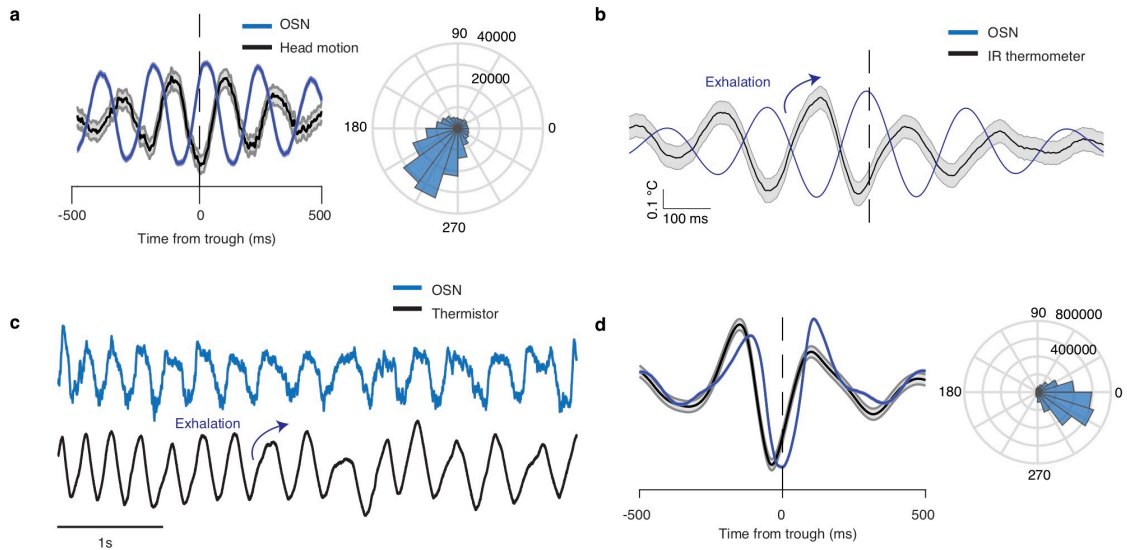 a
OSN
Head motion
90
40000
20000
180
0
270
-500
0
500
Time from trough (ms)
b
OSN
IR thermometer
Exhalation
0.1 °C
100 ms
c
OSN
Thermistor
Exhalation
1s
d
90
800000
400000
180
0
270
-500
0
500
Time from trough (ms)